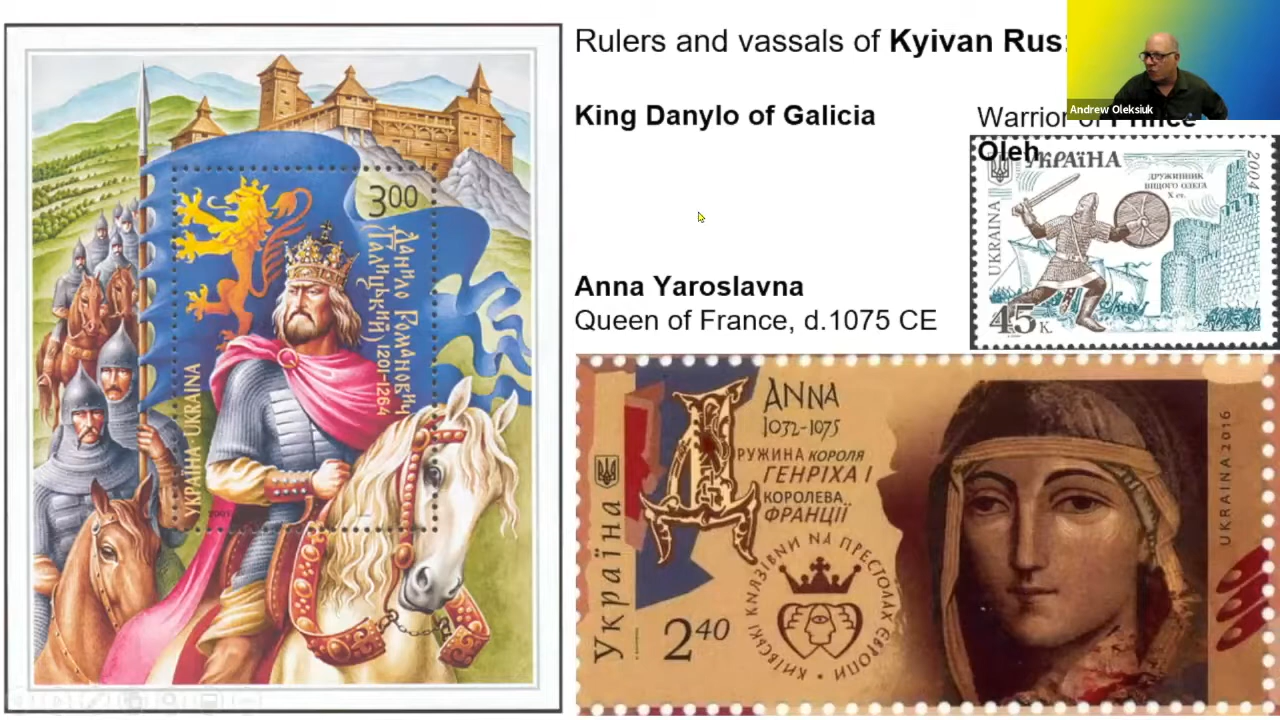 Rulers and vassals of Kyivan Rus:
Andrew Oleksiuk
King Danylo of Galicia
Warrior of Prince
Oleh
3.00
Данило Романович
(Галицький)
1201-1264
УКРАЇНА·UKRAINA
УКРАЇНА
2004
ДРУЖИННИК
ВІЩОГО ОЛЕГА
X ст.
UKRAINA
45 К.
Anna Yaroslavna
Queen of France, d.1075 CE
АННА
1032-1075
ДРУЖИНА КОРОЛЯ
ГЕНРІХА І
КОРОЛЕВА
ФРАНЦІЇ
КИЇВСЬКІ КНЯЗІВНИ НА ПРЕСТОЛАХ ЄВРОПИ
Україна
2 40
UKRAINA 2016